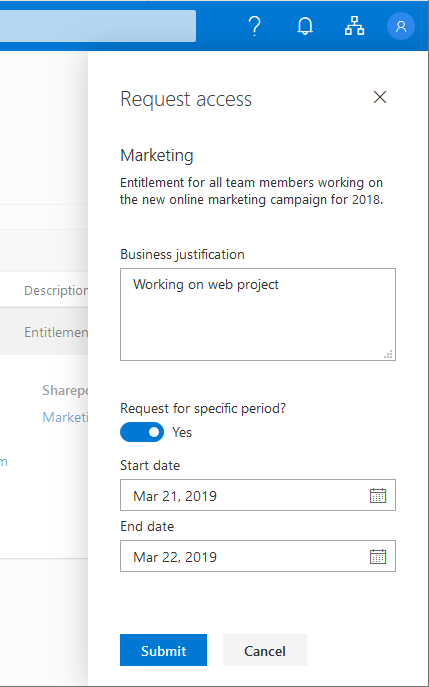 ?
Request access
Marketing
Entitlement for all team members working on
the new online marketing campaign for 2018.
Business justification
Description
Working on web project
Entitlemen
Sharepo
Marketi
m
Request for specific period?
Yes
Start date
Mar 21, 2019
End date
Mar 22, 2019
Submit
Cancel